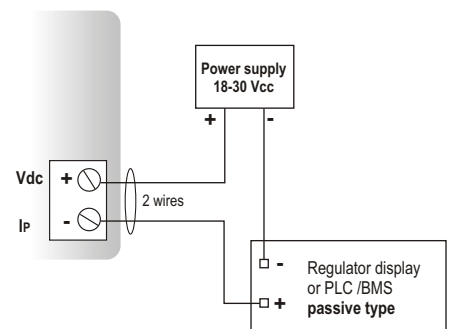 Power supply
18-30 Vcc
+ -
Vdc +
2 wires
IP -
- Regulator display
or PLC /BMS
+ passive type